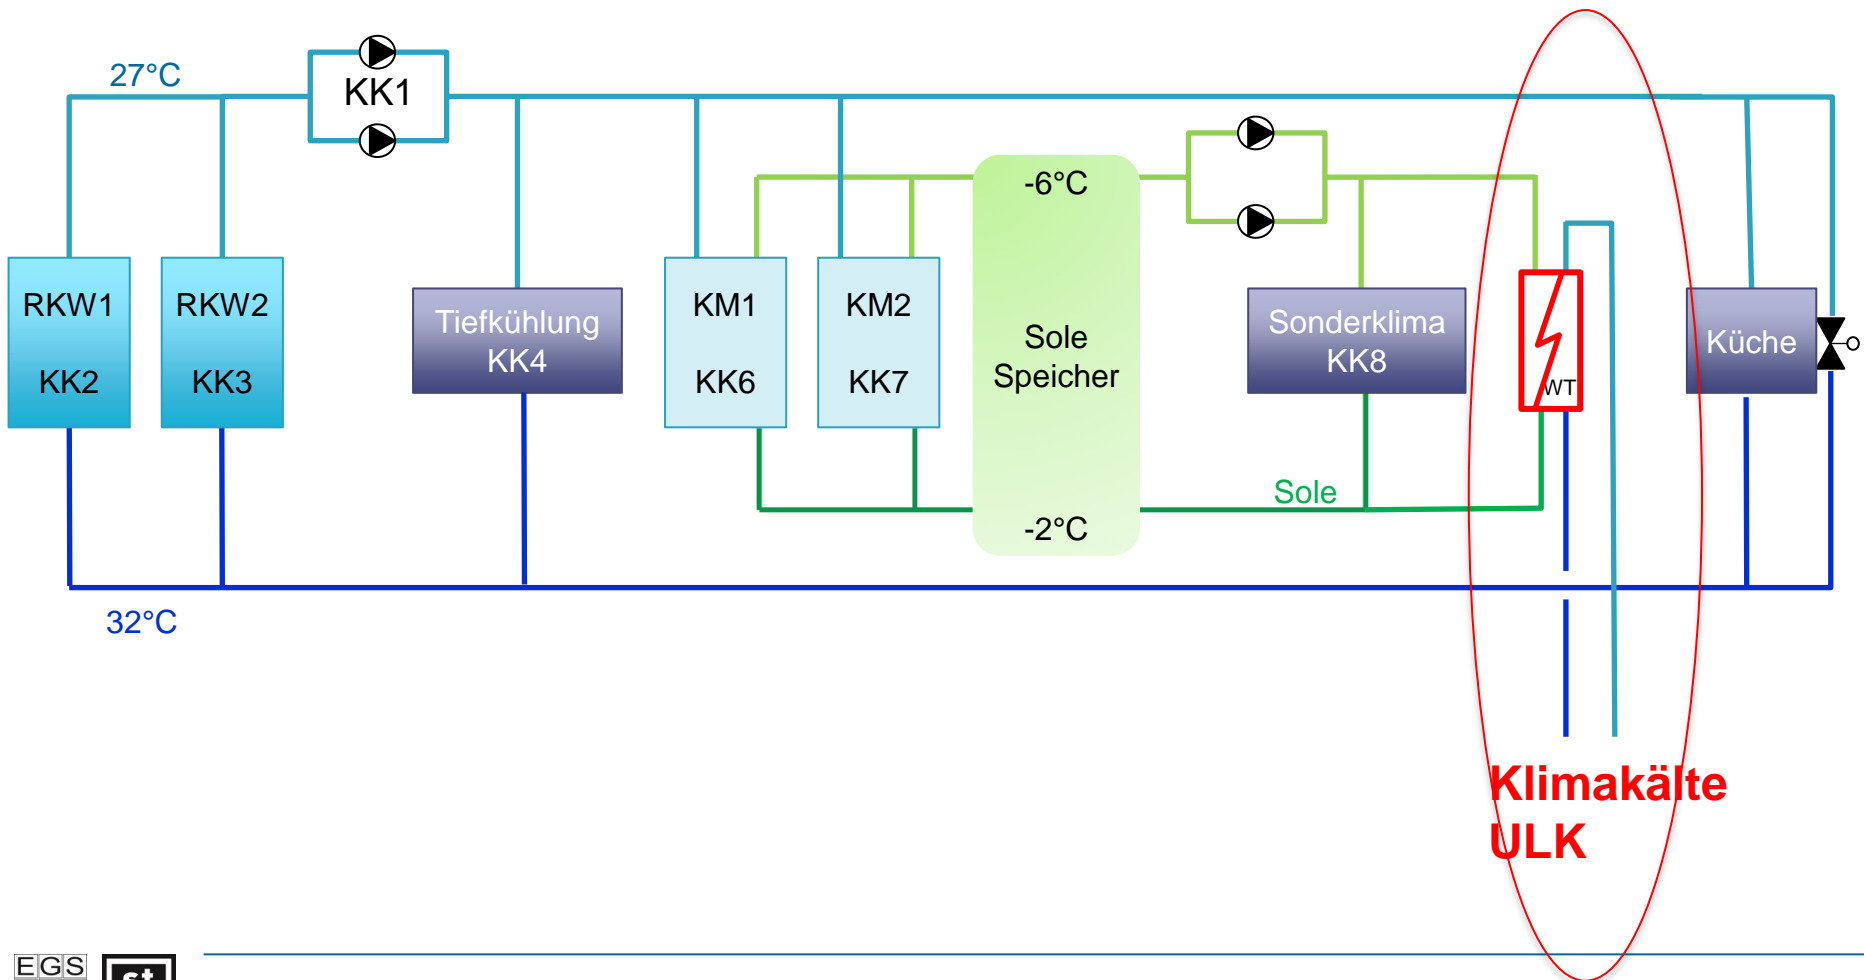 27°C
KK1
-6°C
RKW1
KK2
RKW2
KK3
Tiefkühlung
KK4
KM1
KK6
KM2
KK7
Sole
Speicher
Sonderklima
KK8
WT
Küche
Sole
-2°C
32°C
Klimakälte
ULK
EGS
st